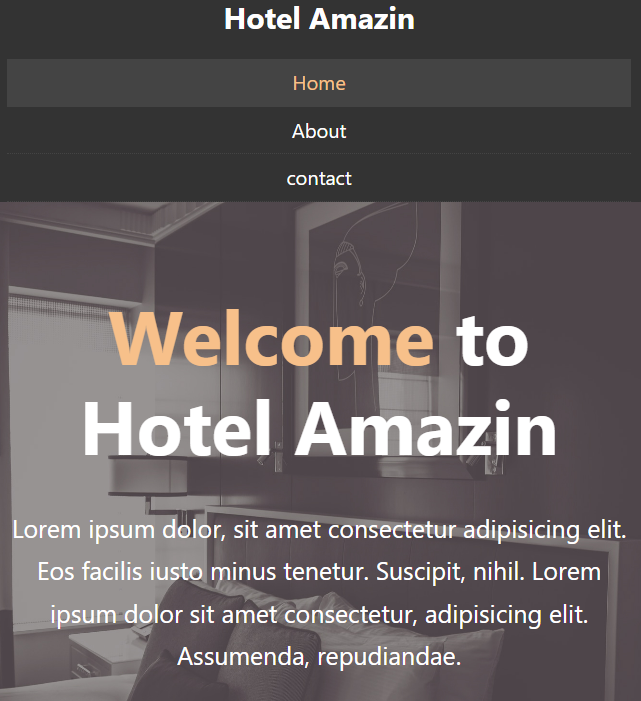 Hotel Amazin
Home
About
contact
Welcome to
Hotel Amazin
Lorem ipsum dolor, sit amet consectetur adipisicing elit.
Eos facilis iusto minus tenetur. Suscipit, nihil. Lorem
ipsum dolor sit amet consectetur, adipisicing elit.
Assumenda, repudiandae.